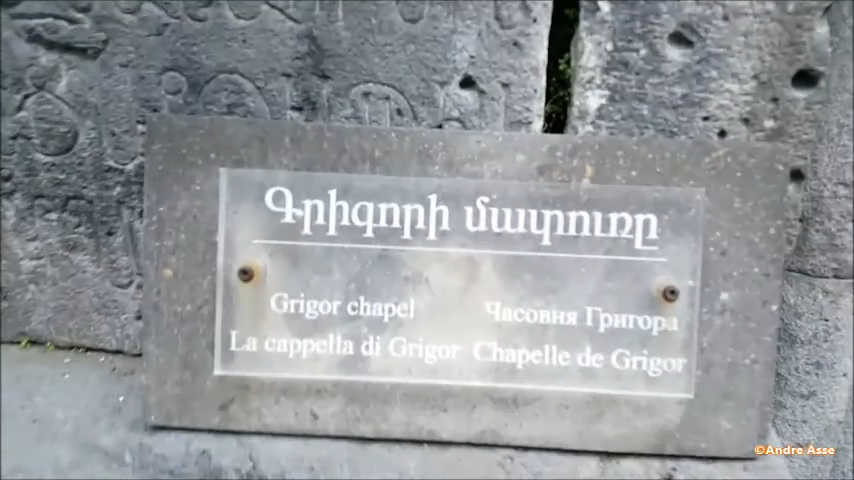 Գրիգորի մատուռը
Grigor chapel Часовня Григора
La cappella di Grigor Chapelle de Grigor
©Andre Asse